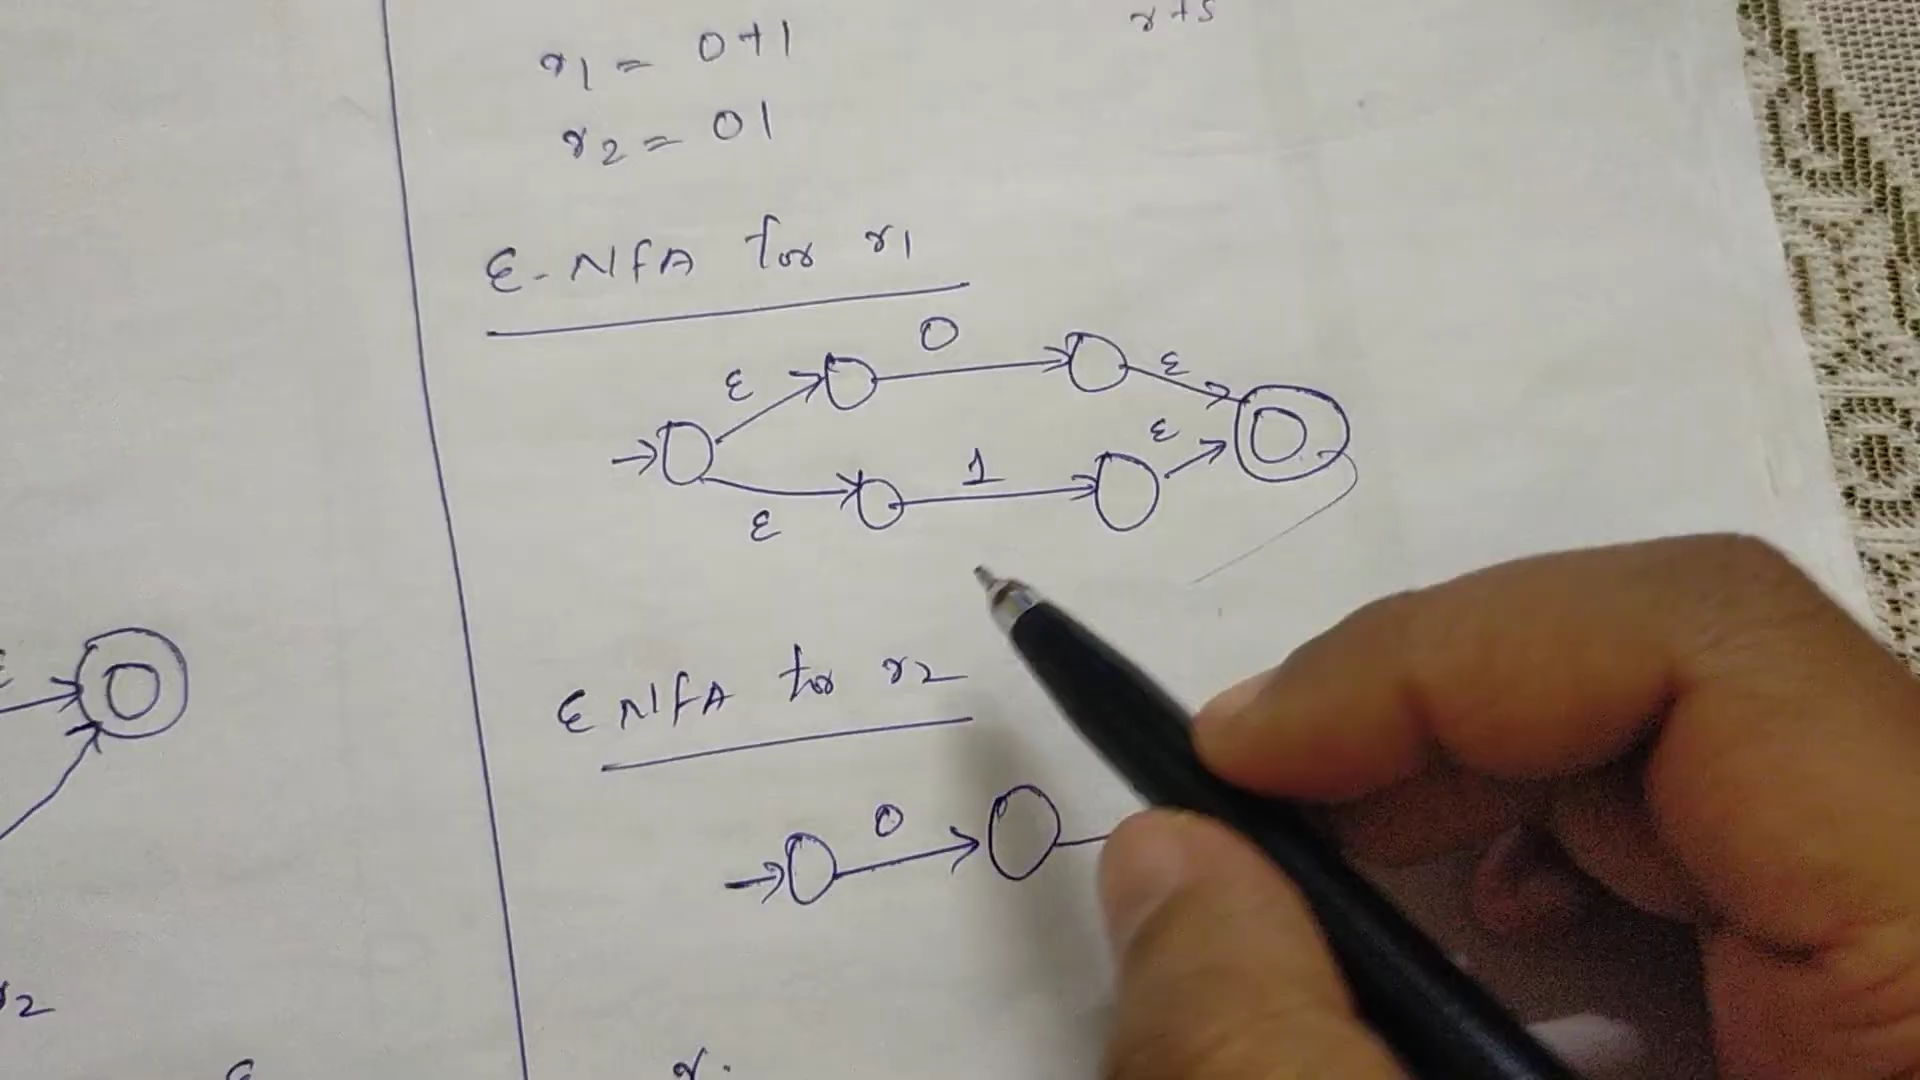 r+s
r1 = 0+1
r2 = 01
ε-NFA for r1
0
ε ε
ε
1
ε
ε NFA for r2
0
r2
ε
r.